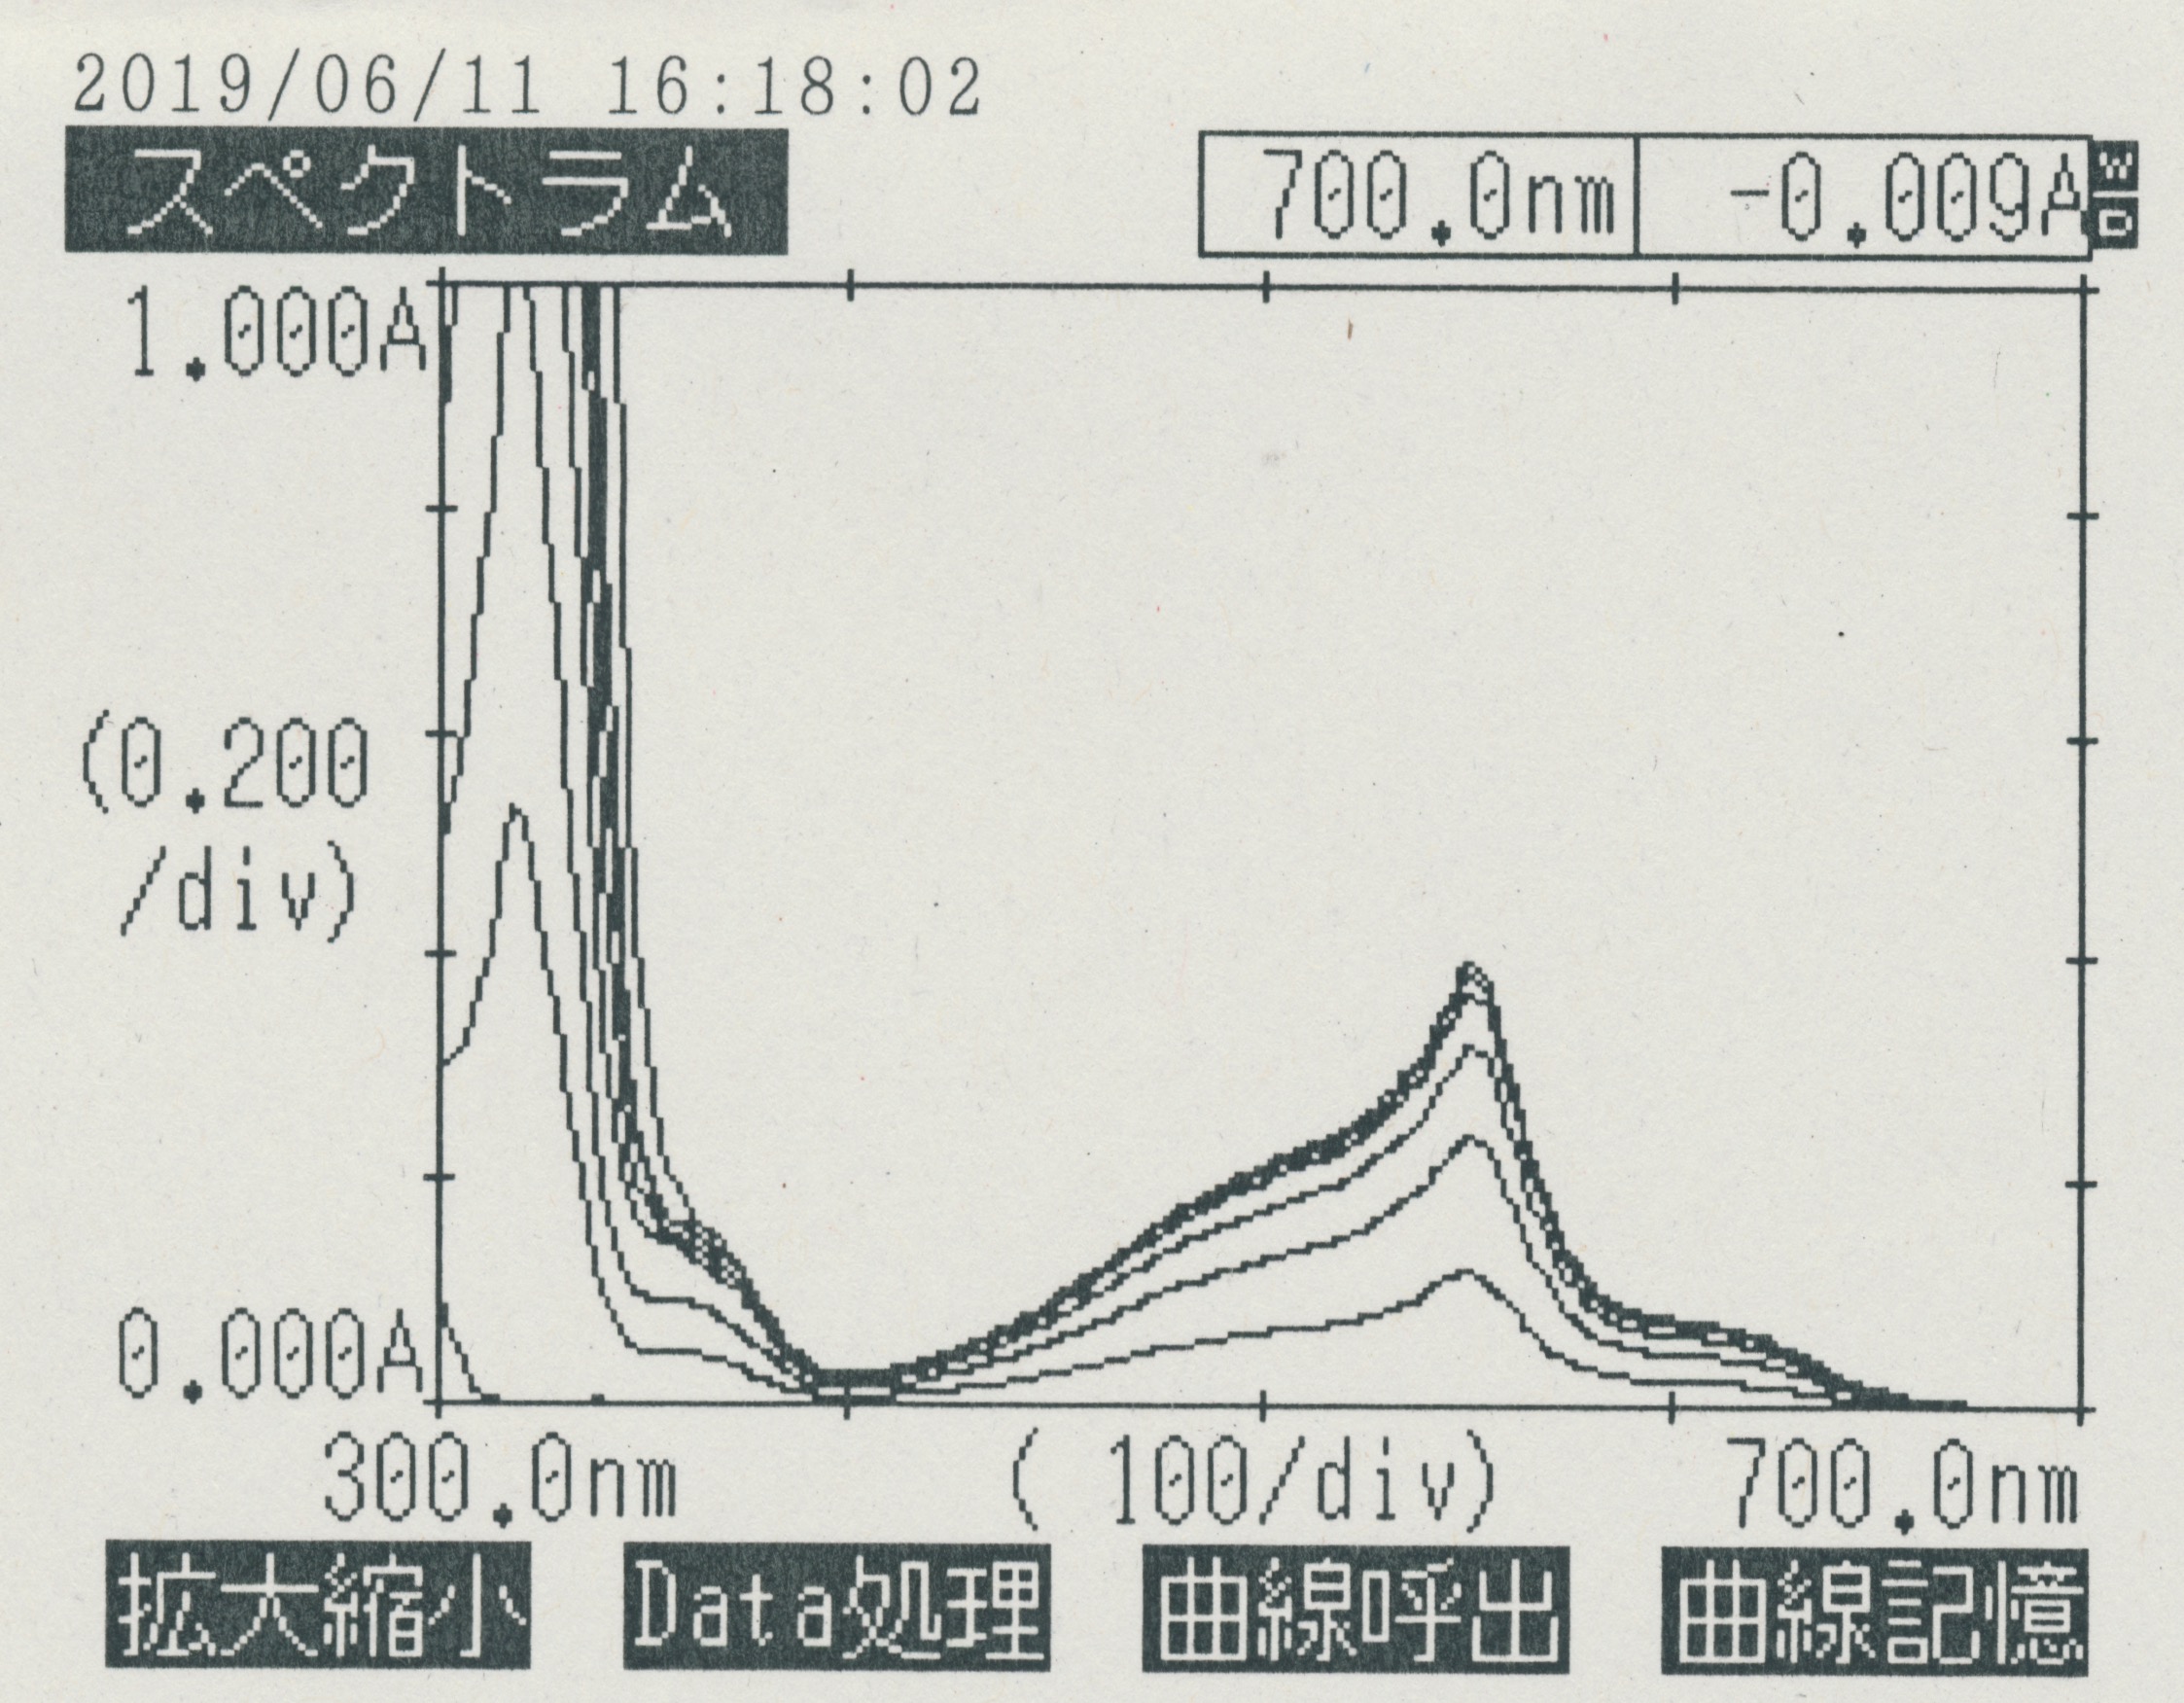 2019/06/11 16:18:02
スペクトラム
700.0nm -0.009A
W
D
1.000A
(0.200
/div)
0.000A
300.0nm ( 100/div) 700.0nm
拡大縮小 Data処理 曲線呼出 曲線記憶